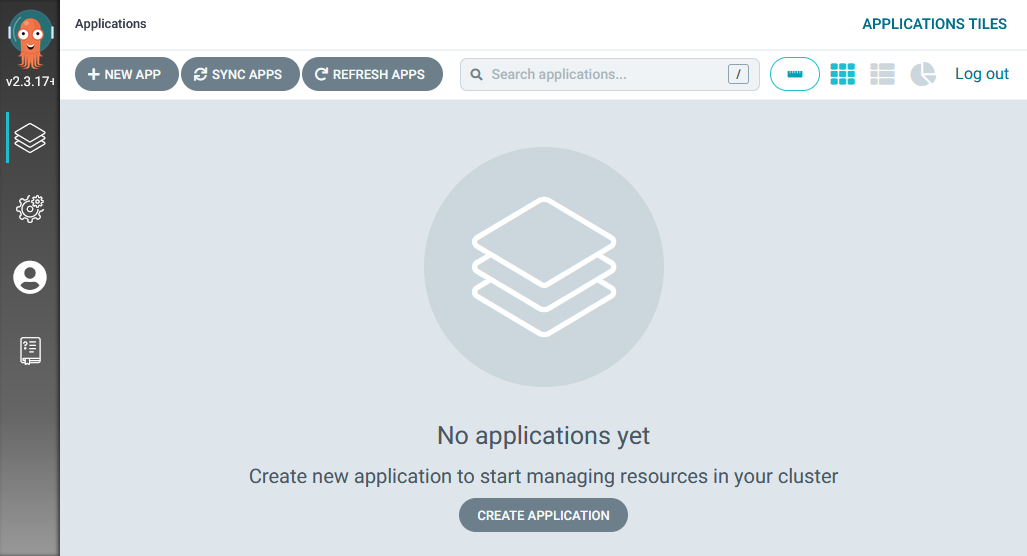 Applications
APPLICATIONS TILES
v2.3.17+
NEW APP
SYNC APPS
REFRESH APPS
Search applications...
/
Log out
No applications yet
Create new application to start managing resources in your cluster
CREATE APPLICATION